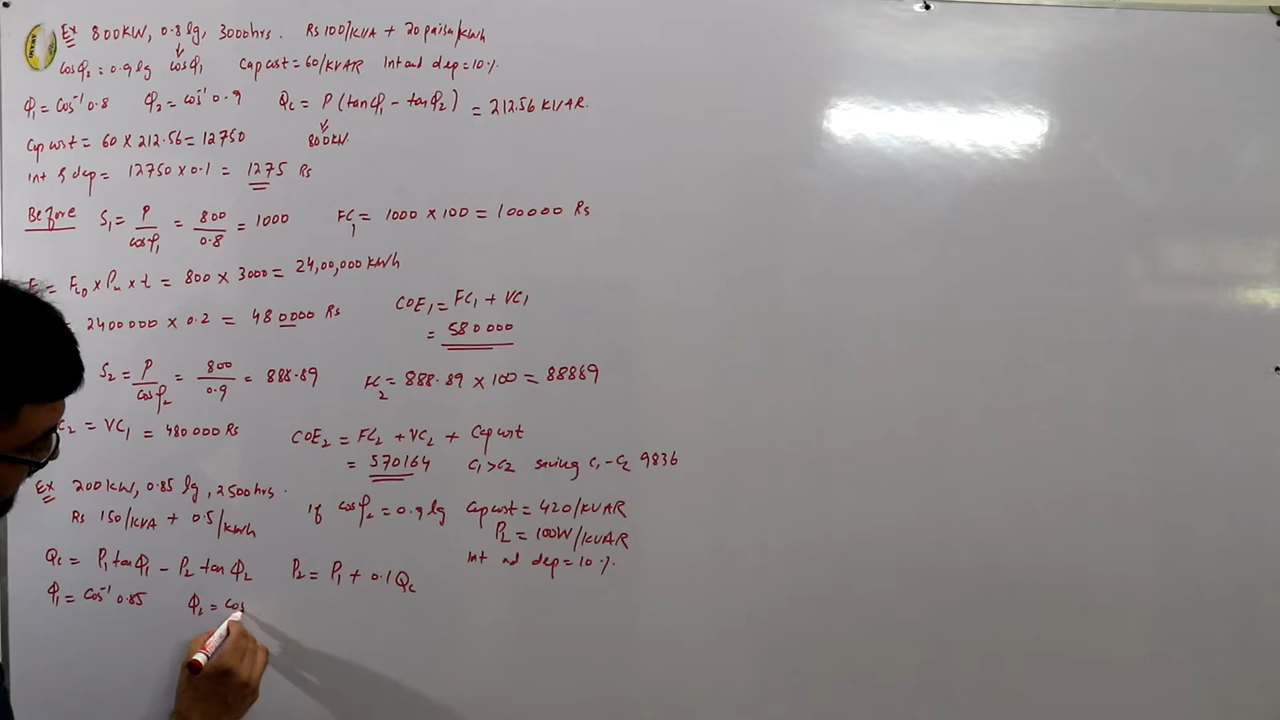 Ex 800KW, 0.8 lg, 3000hrs. Rs 100/KVA + 20 paisa/kwh
cosφ2 = 0.9 lg cosφ1 Cap cost = 60/KVAR Int and dep = 10%.
φ1 = cos⁻¹ 0.8 φ2 = cos⁻¹ 0.9 Qc = P (tanφ1 - tanφ2) = 212.56 KVAR.
800KW.
Cap cost = 60 × 212.56 = 12750
Int & dep = 12750 × 0.1 = 1275 Rs
Before S1 = P/cosφ1 = 800/0.8 = 1000 FC1 = 1000 × 100 = 100000 Rs
= FLD × Pm × t = 800 × 3000 = 24,00,000 kwh
2400000 × 0.2 = 480000 Rs COE1 = FC1 + VC1
= 580000
S2 = P/cosφ2 = 800/0.9 = 888.89 FC2 = 888.89 × 100 = 88889
C2 = VC1 = 480000 Rs COE2 = FC2 + VC2 + Cap cost
= 570164 C1 > C2 saving C1 - C2 9836
Ex 200KW, 0.85 lg, 2500hrs. If cosφ2 = 0.9 lg Cap cost = 420/KVAR
Rs 150/KVA + 0.5/kwh PL = 100W/KVAR
Int nd dep = 10%.
Qc = P1 tanφ1 - P2 tanφ2 P2 = P1 + 0.1 Qc
φ1 = cos⁻¹ 0.85 φ2 = cos